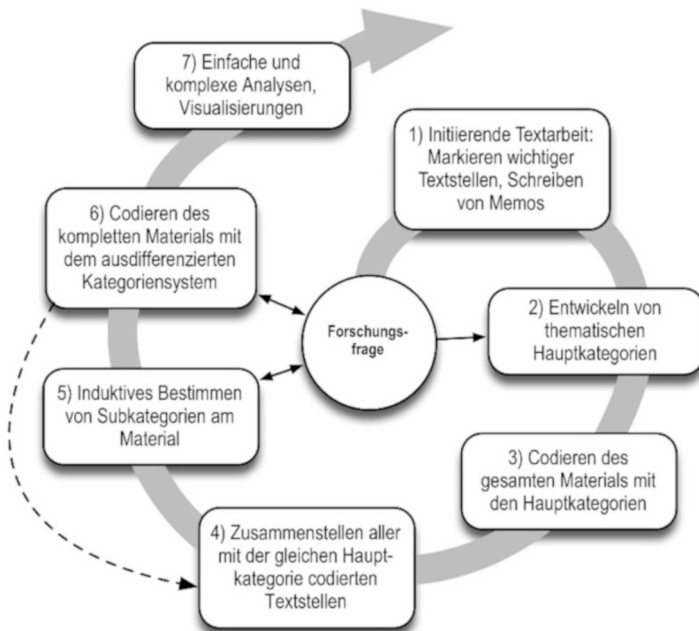 7) Einfache und
komplexe Analysen,
Visualisierungen
1) Initiierende Textarbeit:
Markieren wichtiger
Textstellen, Schreiben
von Memos
6) Codieren des
kompletten Materials mit
dem ausdifferenzierten
Kategoriensystem
Forschungs-
frage
2) Entwickeln von
thematischen
Hauptkategorien
5) Induktives Bestimmen
von Subkategorien am
Material
3) Codieren des
gesamten Materials mit
den Hauptkategorien
4) Zusammenstellen aller
mit der gleichen Haupt-
kategorie codierten
Textstellen